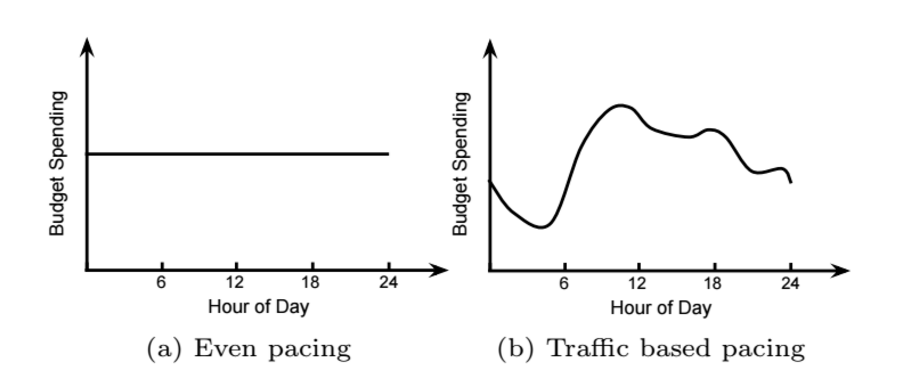 Budget Spending
6 12 18 24
Hour of Day
(a) Even pacing
Budget Spending
6 12 18 24
Hour of Day
(b) Traffic based pacing